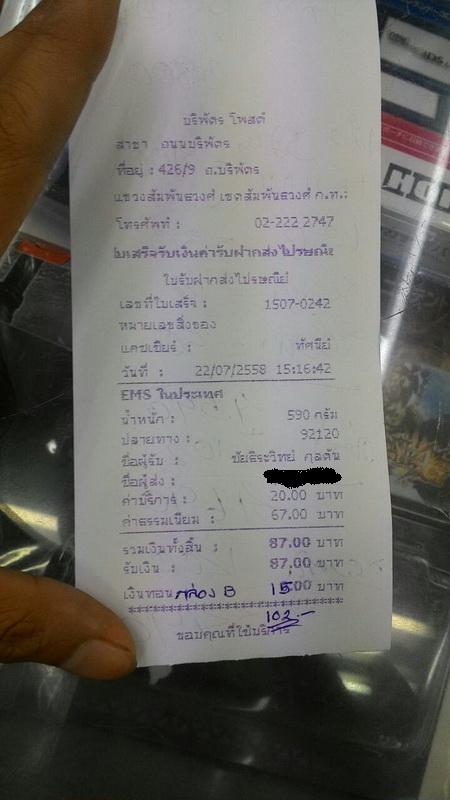 บริพัตร โพสต์
สาขา ถนนบริพัตร
ที่อยู่ : 426/9 ถ.บริพัตร
แขวงสัมพันธวงศ์ เขตสัมพันธวงศ์ ก.ท.:
โทรศัพท์ : 02-222 2747
ใบเสร็จรับเงินค่ารับฝากส่งไปรษณีย์
ใบรับฝากส่งไปรษณีย์
เลขที่ใบเสร็จ : 1507-0242
หมายเลขสิ่งของ
แคชเชียร์ : ทัศนีย์
วันที่ : 22/07/2558 15:16:42
EMS ในประเทศ
น้ำหนัก : 590 กรัม
ปลายทาง : 92120
ชื่อผู้รับ : ชัยธิระวิทย์ กุลตัน
ชื่อผู้ส่ง :
ค่าบริการ : 20.00 บาท
ค่าธรรมเนียม : 67.00 บาท
รวมเงินทั้งสิ้น : 87.00 บาท
รับเงิน : 87.00 บาท
เงินทอน กล่อง B 15 00 บาท
102.-
ขอบคุณที่ใช้บริการ